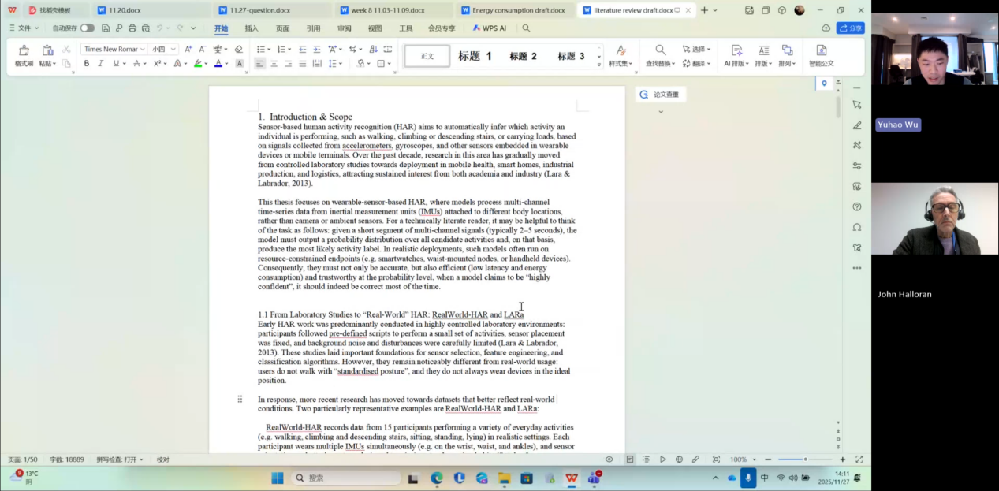 找稻壳模板
11.20.docx
11.27-question.docx
week 8 11.03-11.09.docx
Energy consumption draft.docx
literature review draft.docx
文件
自动保存
开始
插入
页面
引用
审阅
视图
工具
会员专享
WPS AI
分享
格式刷
粘贴
Times New Romar
小四
正文
标题 1
标题 2
标题 3
样式集
查找替换
选择
翻译
AI 排版
排版
排列
智能公文
论文查重
1. Introduction & Scope
Sensor-based human activity recognition (HAR) aims to automatically infer which activity an
individual is performing, such as walking, climbing or descending stairs, or carrying loads, based
on signals collected from accelerometers, gyroscopes, and other sensors embedded in wearable
devices or mobile terminals. Over the past decade, research in this area has gradually moved
from controlled laboratory studies towards deployment in mobile health, smart homes, industrial
production, and logistics, attracting sustained interest from both academia and industry (Lara &
Labrador, 2013).
This thesis focuses on wearable-sensor-based HAR, where models process multi-channel
time-series data from inertial measurement units (IMUs) attached to different body locations,
rather than camera or ambient sensors. For a technically literate reader, it may be helpful to think
of the task as follows: given a short segment of multi-channel signals (typically 2–5 seconds), the
model must output a probability distribution over all candidate activities and, on that basis,
produce the most likely activity label. In realistic deployments, such models often run on
resource-constrained endpoints (e.g. smartwatches, waist-mounted nodes, or handheld devices).
Consequently, they must not only be accurate, but also efficient (low latency and energy
consumption) and trustworthy at the probability level, when a model claims to be “highly
confident”, it should indeed be correct most of the time.
1.1 From Laboratory Studies to “Real-World” HAR: RealWorld-HAR and LARa
Early HAR work was predominantly conducted in highly controlled laboratory environments:
participants followed pre-defined scripts to perform a small set of activities, sensor placement
was fixed, and background noise and disturbances were carefully limited (Lara & Labrador,
2013). These studies laid important foundations for sensor selection, feature engineering, and
classification algorithms. However, they remain noticeably different from real-world usage:
users do not walk with “standardised posture”, and they do not always wear devices in the ideal
position.
In response, more recent research has moved towards datasets that better reflect real-world
conditions. Two particularly representative examples are RealWorld-HAR and LARa:
RealWorld-HAR records data from 15 participants performing a variety of everyday activities
(e.g. walking, climbing and descending stairs, sitting, standing, lying) in realistic settings. Each
participant wears multiple IMUs simultaneously (e.g. on the wrist, waist, and ankles), and sensor
页面: 1/50
字数: 18889
拼写检查: 打开
校对
100%
13°C
阴
搜索
中
14:11
2025/11/27
Yuhao Wu
John Halloran